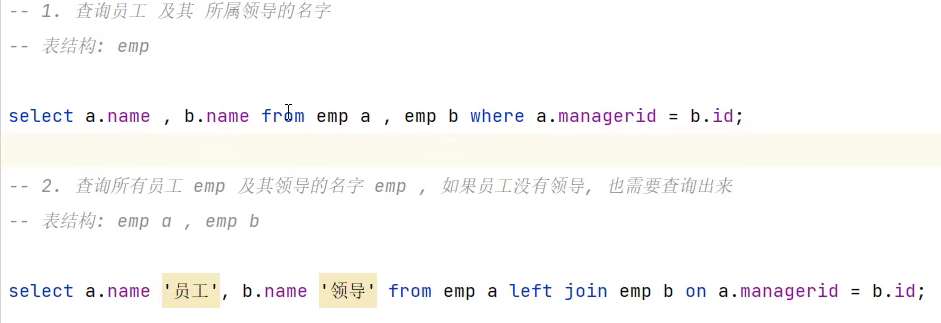 -- 1. 查询员工 及其 所属领导的名字
-- 表结构: emp
select a.name , b.name from emp a , emp b where a.managerid = b.id;
-- 2. 查询所有员工 emp 及其领导的名字 emp , 如果员工没有领导, 也需要查询出来
-- 表结构: emp a , emp b
select a.name '员工', b.name '领导' from emp a left join emp b on a.managerid = b.id;